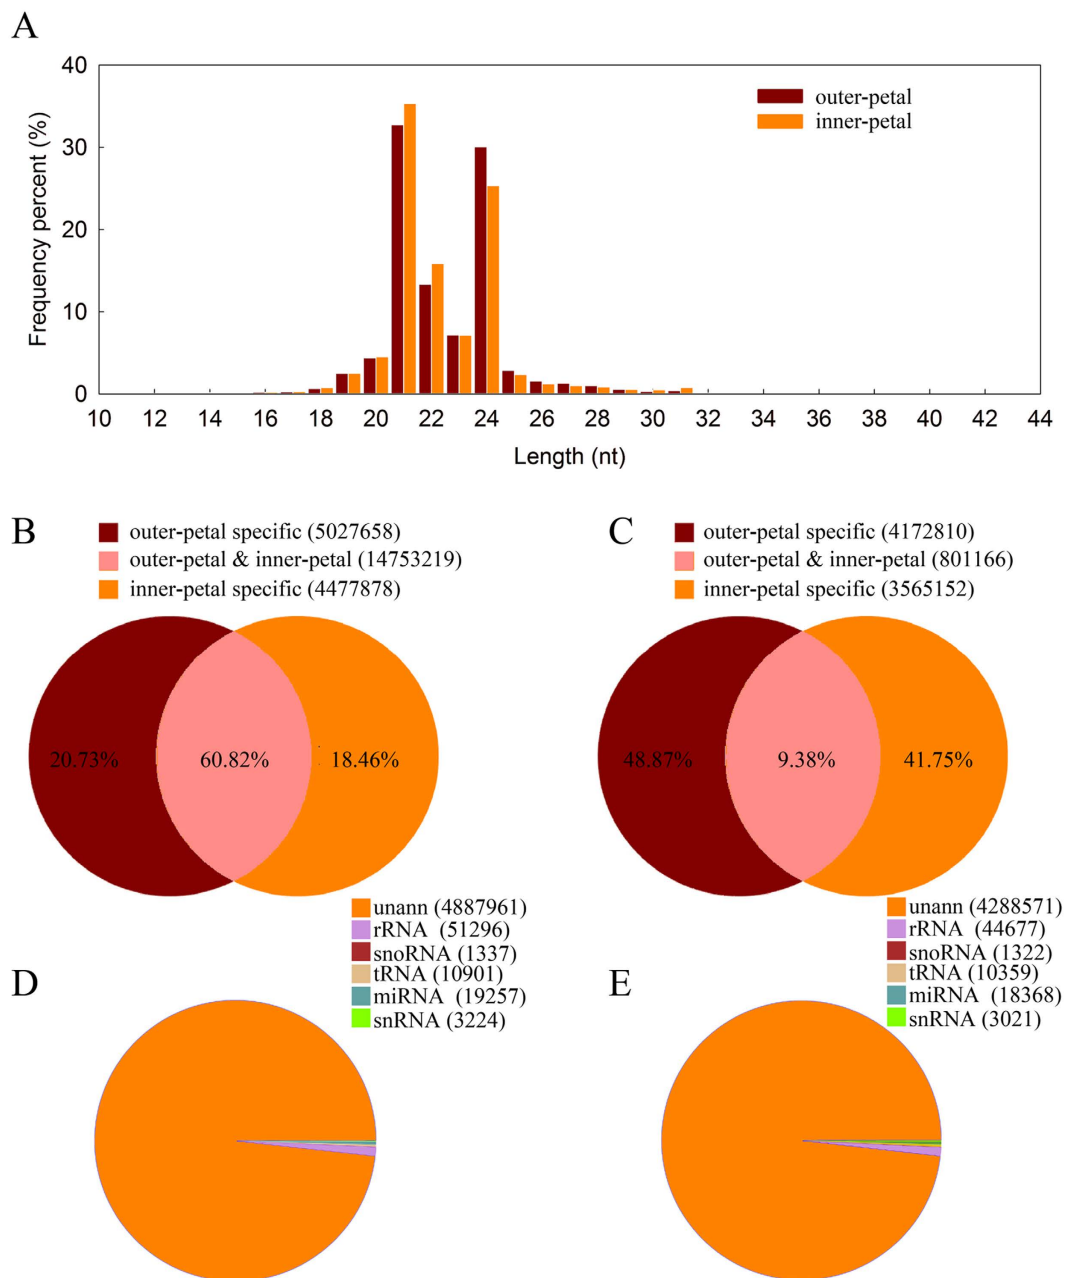 A
40
30
20
10
0
Frequency percent (%)
outer-petal
inner-petal
10 12 14 16 18 20 22 24 26 28 30 32 34 36 38 40 42 44
Length (nt)
B
outer-petal specific (5027658)
outer-petal & inner-petal (14753219)
inner-petal specific (4477878)
20.73% 60.82% 18.46%
C
outer-petal specific (4172810)
outer-petal & inner-petal (801166)
inner-petal specific (3565152)
48.87% 9.38% 41.75%
D
unann (4887961)
rRNA (51296)
snoRNA (1337)
tRNA (10901)
miRNA (19257)
snRNA (3224)
E
unann (4288571)
rRNA (44677)
snoRNA (1322)
tRNA (10359)
miRNA (18368)
snRNA (3021)